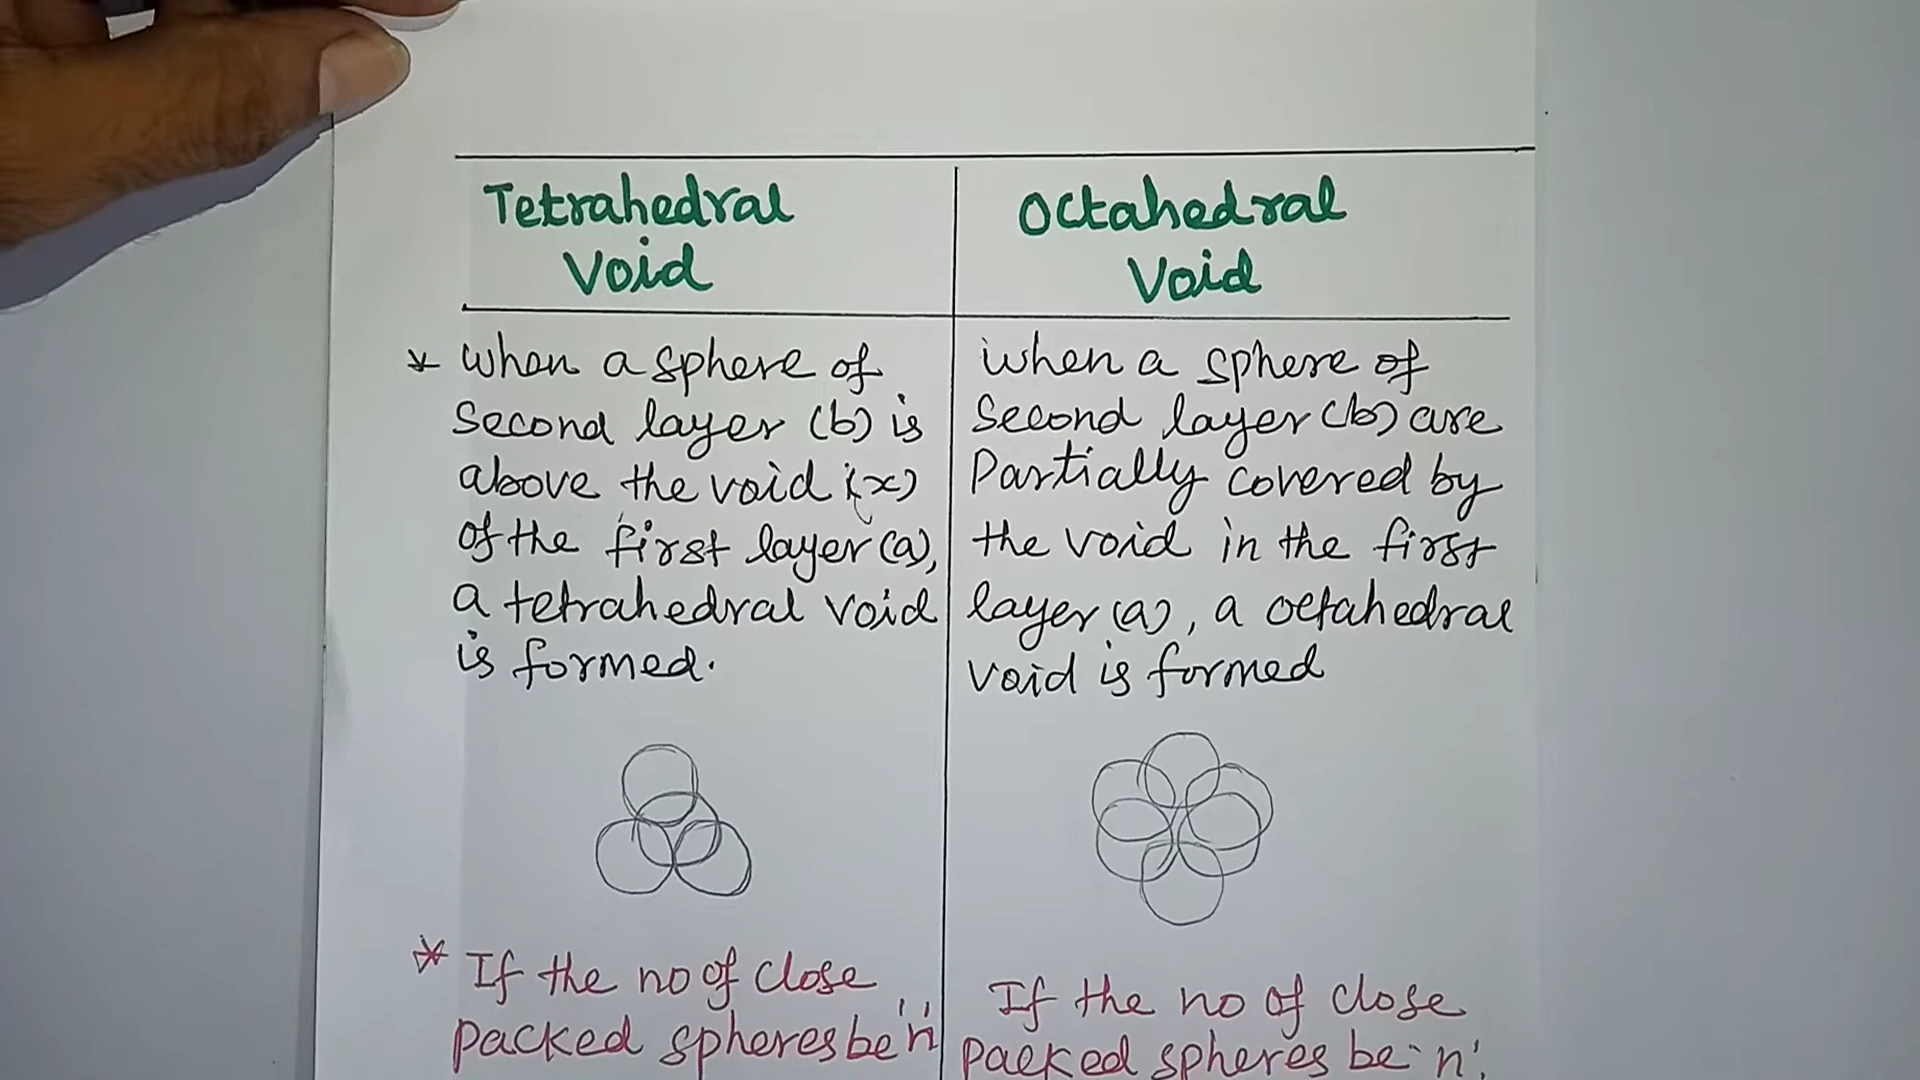 Tetrahedral
Void
* when a sphere of
second layer (b) is
above the void (x)
of the first layer (a),
a tetrahedral void
is formed.
* If the no of close
packed spheres be 'n'
Octahedral
Void
when a sphere of
second layer (b) are
Partially covered by
the void in the first
layer (a), a octahedral
void is formed
If the no of close
packed spheres be 'n'.